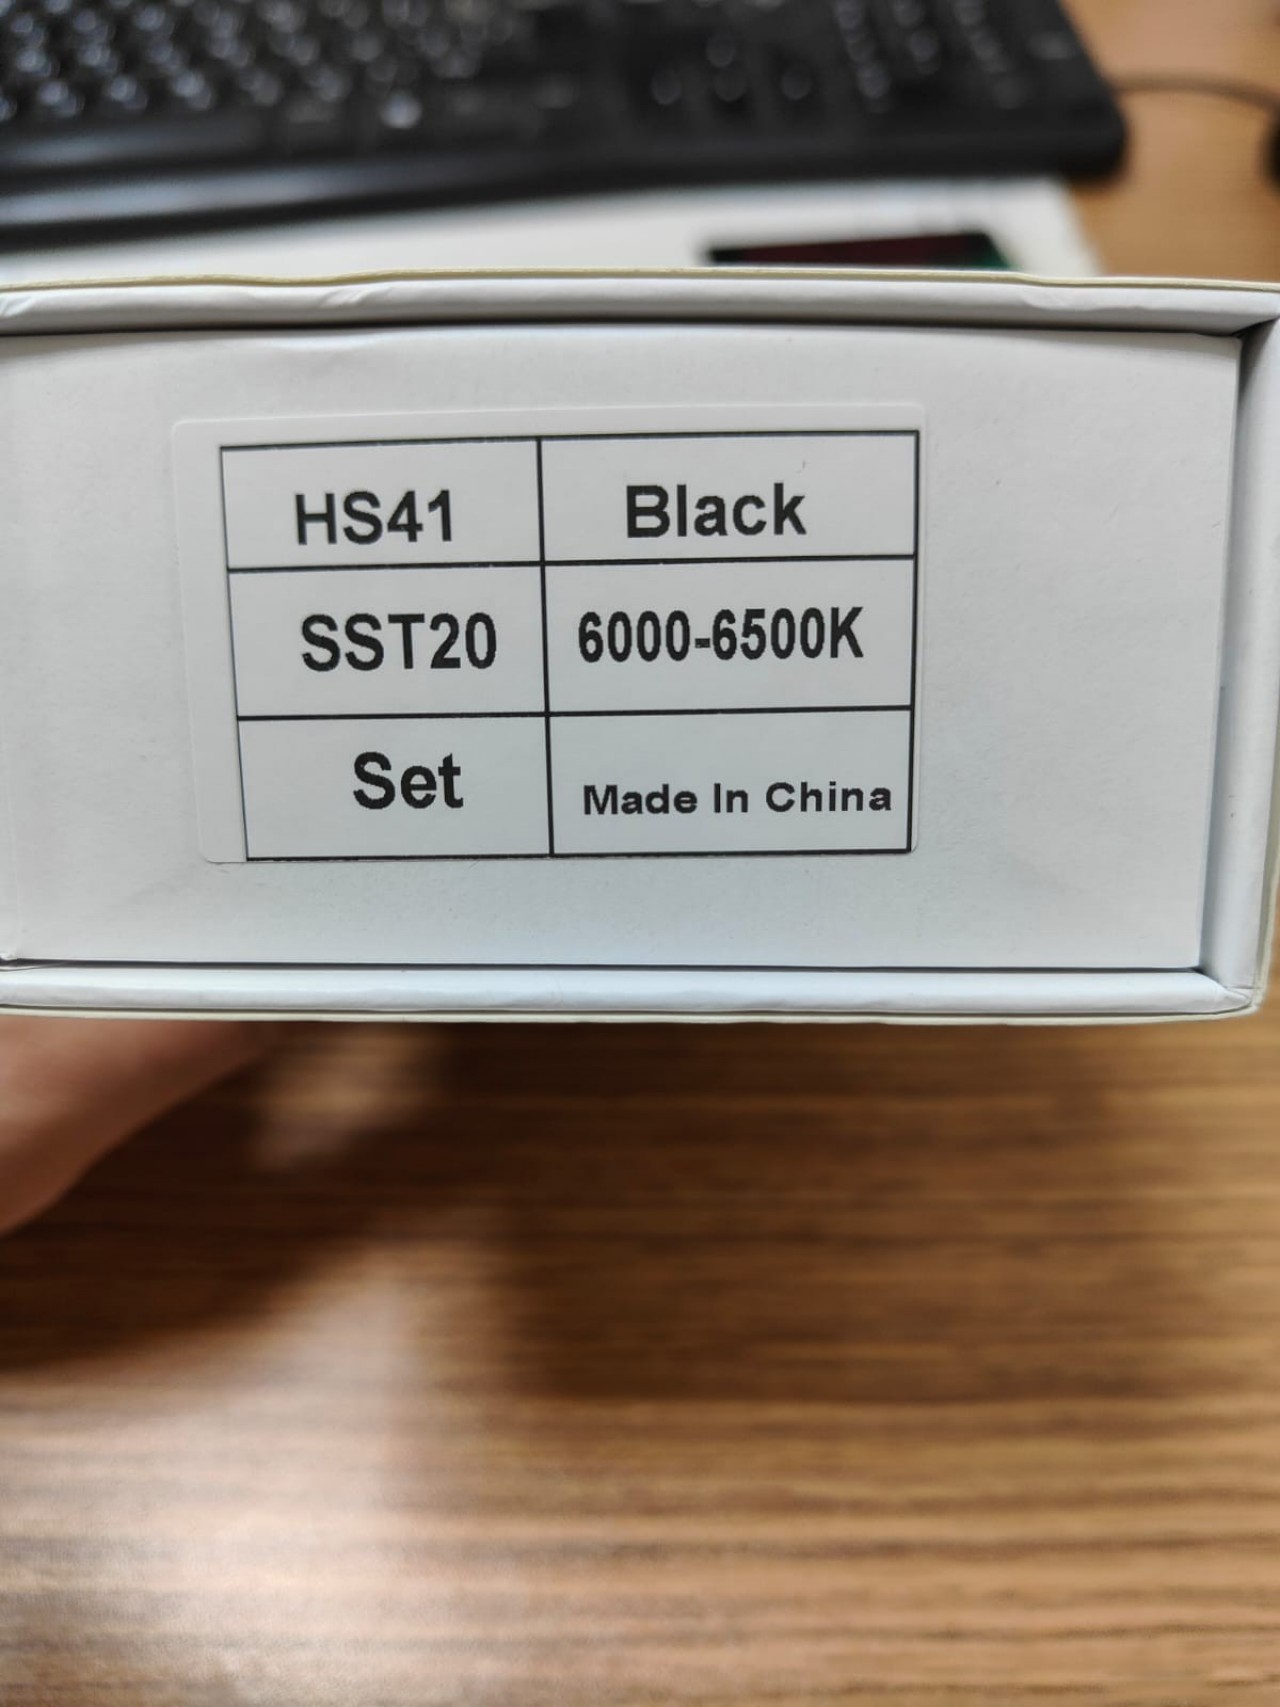 HS41 Black
SST20 6000-6500K
Set Made In China